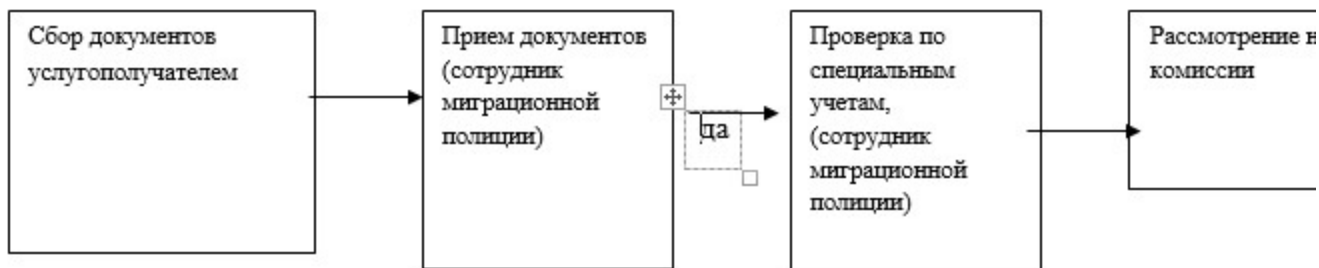 Сбор документов
услугополучателем
Прием документов
(сотрудник
миграционной
полиции)
да
Проверка по
специальным
учетам,
(сотрудник
миграционной
полиции)
Рассмотрение
комиссии